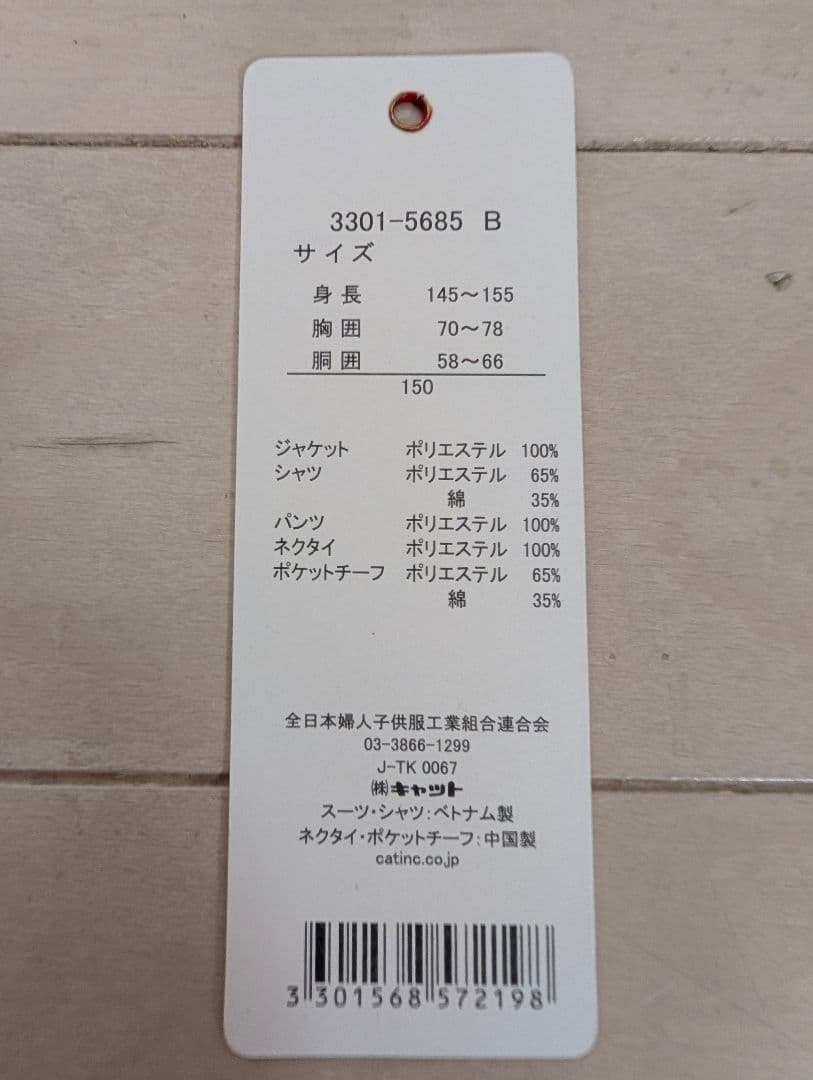 3301-5685 B
サイズ
身長 145～155
胸囲 70～78
胴囲 58～66
150
ジャケット ポリエステル 100%
シャツ ポリエステル 65%
綿 35%
パンツ ポリエステル 100%
ネクタイ ポリエステル 100%
ポケットチーフ ポリエステル 65%
綿 35%
全日本婦人子供服工業組合連合会
03-3866-1299
J-TK 0067
㈱キャット
スーツ・シャツ：ベトナム製
ネクタイ・ポケットチーフ：中国製
catinc.co.jp
3 301568 572198